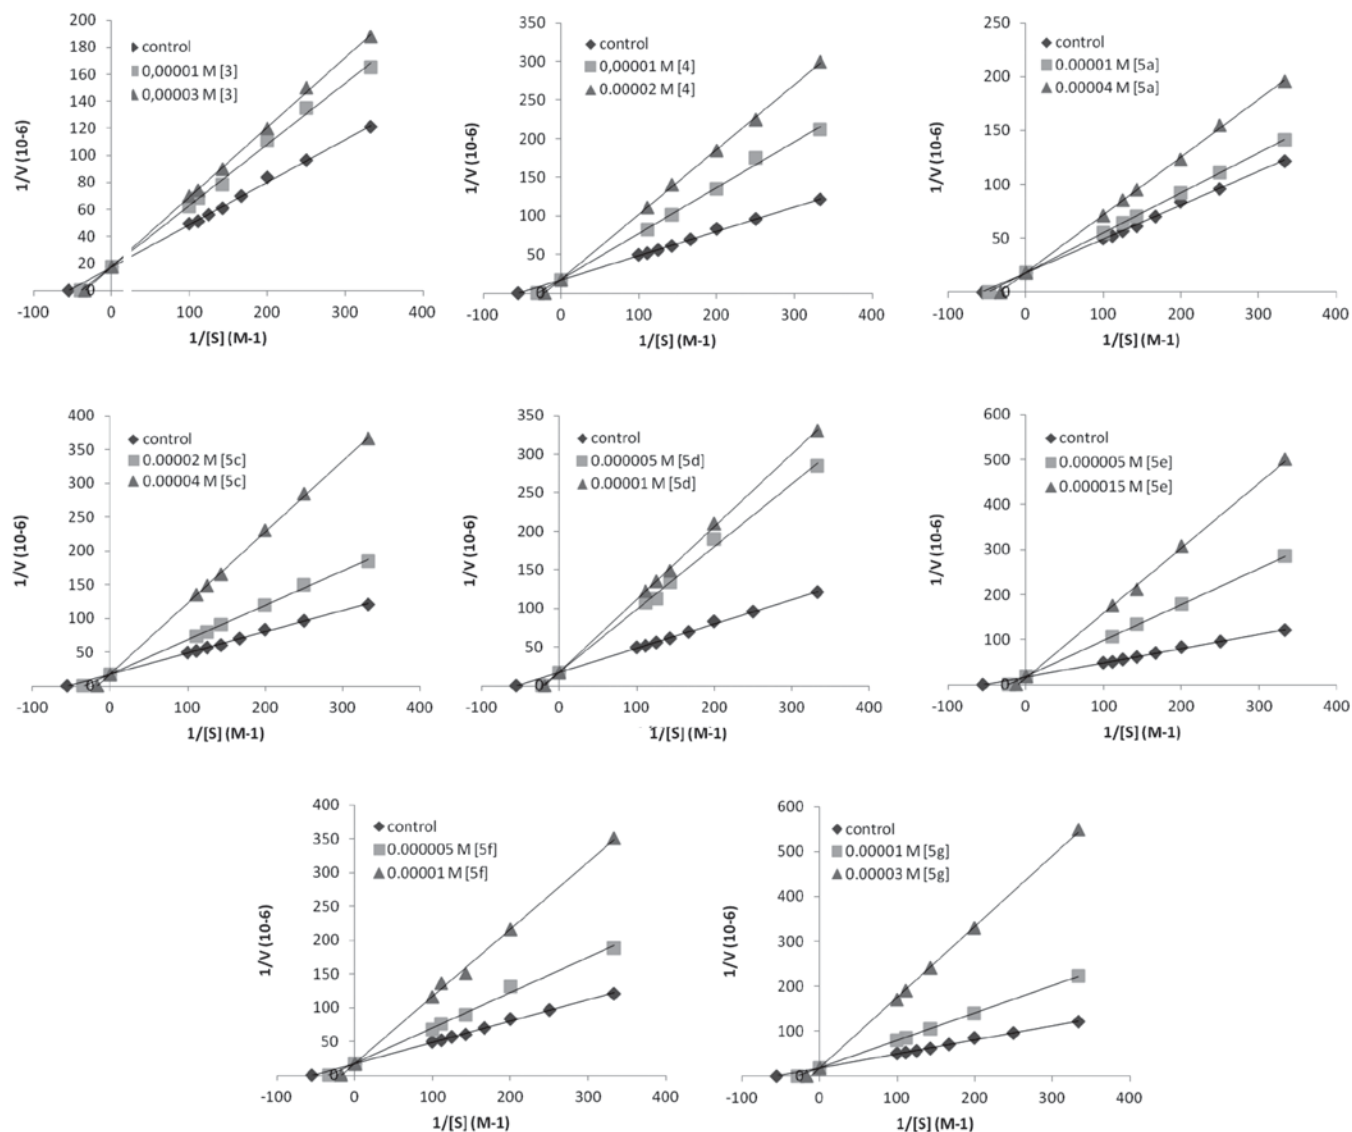 200
180
160
140
120
100
80
60
40
20
0
-100 0 100 200 300 400
1/V (10-6)
1/[S] (M-1)
control
0,00001 M [3]
0,00003 M [3]
350
300
250
200
150
100
50
0
-100 0 100 200 300 400
1/V (10-6)
1/[S] (M-1)
control
0,00001 M [4]
0.00002 M [4]
250
200
150
100
50
0
-100 0 100 200 300 400
1/V (10-6)
1/[S] (M-1)
control
0.00001 M [5a]
0.00004 M [5a]
400
350
300
250
200
150
100
50
0
-100 0 100 200 300 400
1/V (10-6)
1/[S] (M-1)
control
0.00002 M [5c]
0.00004 M [5c]
350
300
250
200
150
100
50
0
-100 0 100 200 300 400
1/V (10-6)
1/[S] (M-1)
control
0.000005 M [5d]
0.00001 M [5d]
600
500
400
300
200
100
0
-100 0 100 200 300 400
1/V (10-6)
1/[S] (M-1)
control
0.000005 M [5e]
0.000015 M [5e]
400
350
300
250
200
150
100
50
0
-100 0 100 200 300 400
1/V (10-6)
1/[S] (M-1)
control
0.000005 M [5f]
0.00001 M [5f]
600
500
400
300
200
100
0
-100 0 100 200 300 400
1/V (10-6)
1/[S] (M-1)
control
0.00001 M [5g]
0.00003 M [5g]